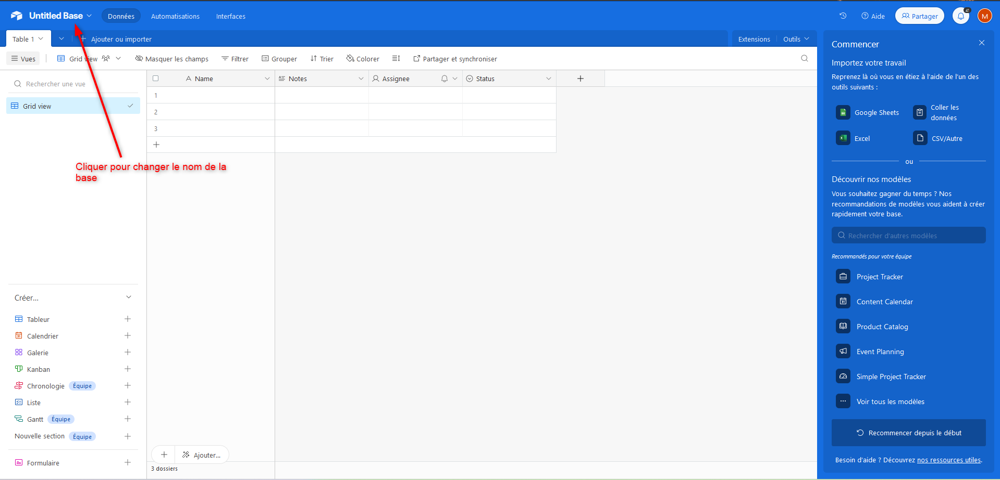 Untitled Base
Données
Automatisations
Interfaces
Aide
Partager
41
M
Table 1
Ajouter ou importer
Extensions
Outils
Vues
Grid view
Masquer les champs
Filtrer
Grouper
Trier
Colorer
Partager et synchroniser
Rechercher une vue
Grid view
Name
Notes
Assignee
Status
1
2
3
Cliquer pour changer le nom de la
base
Créer...
Tableur
Calendrier
Galerie
Kanban
Chronologie Équipe
Liste
Gantt Équipe
Nouvelle section Équipe
Formulaire
Ajouter...
3 dossiers
Commencer
Importez votre travail
Reprenez là où vous en étiez à l'aide de l'un des
outils suivants :
Google Sheets
Coller les
données
Excel
CSV/Autre
ou
Découvrir nos modèles
Vous souhaitez gagner du temps ? Nos
recommandations de modèles vous aident à créer
rapidement votre base.
Rechercher d'autres modèles
Recommandés pour votre équipe
Project Tracker
Content Calendar
Product Catalog
Event Planning
Simple Project Tracker
Voir tous les modèles
Recommencer depuis le début
Besoin d'aide ? Découvrez nos ressources utiles.